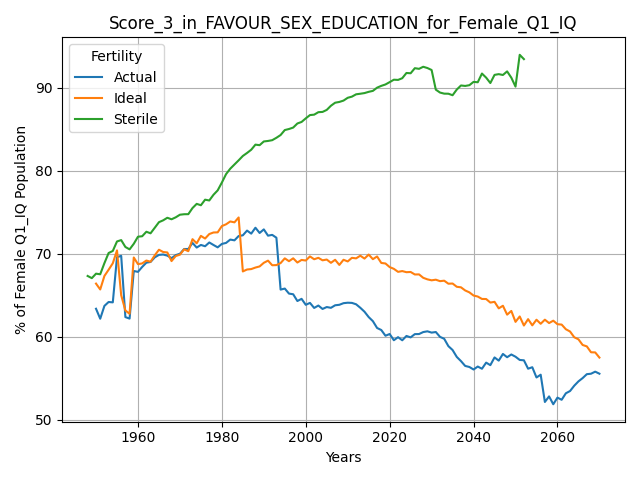 Score_3_in_FAVOUR_SEX_EDUCATION_for_Female_Q1_IQ
Fertility
Actual
Ideal
Sterile
% of Female Q1_IQ Population
90
80
70
60
50
1960
1980
2000
2020
2040
2060
Years